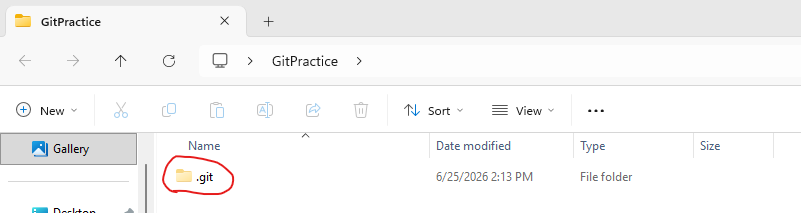 GitPractice
GitPractice
New Sort View
Gallery Name Date modified Type Size
.git 6/25/2026 2:13 PM File folder